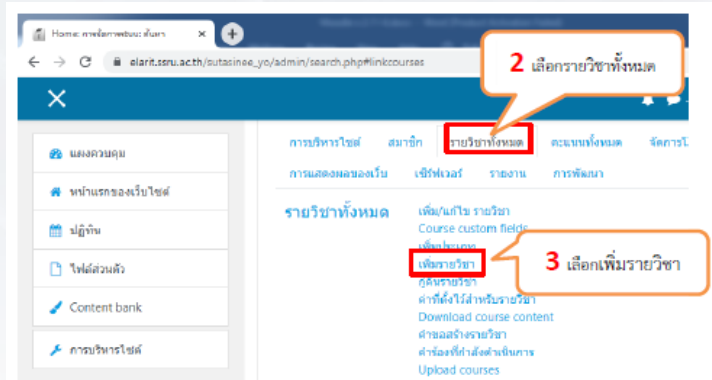 Home: การจัดการระบบ: ค้นหา
elarit.ssru.ac.th/sutasinee_yo/admin/search.php#linkcourses
2 เลือกรายวิชาทั้งหมด
การบริหารไซต์ สมาชิก รายวิชาทั้งหมด คะแนนทั้งหมด
การแสดงผลของเว็บ เซิร์ฟเวอร์ รายงาน การพัฒนา
แผงควบคุม
หน้าแรกของเว็บไซต์
ปฏิทิน
ไฟล์ส่วนตัว
Content bank
การบริหารไซต์
รายวิชาทั้งหมด
เพิ่ม/แก้ไข รายวิชา
Course custom fields
เพิ่มประเภท
เพิ่มรายวิชา
3 เลือกเพิ่มรายวิชา
กู้คืนรายวิชา
ค่าที่ตั้งไว้สำหรับรายวิชา
Download course content
คำขอสร้างรายวิชา
คำร้องที่กำลังดำเนินการ
Upload courses